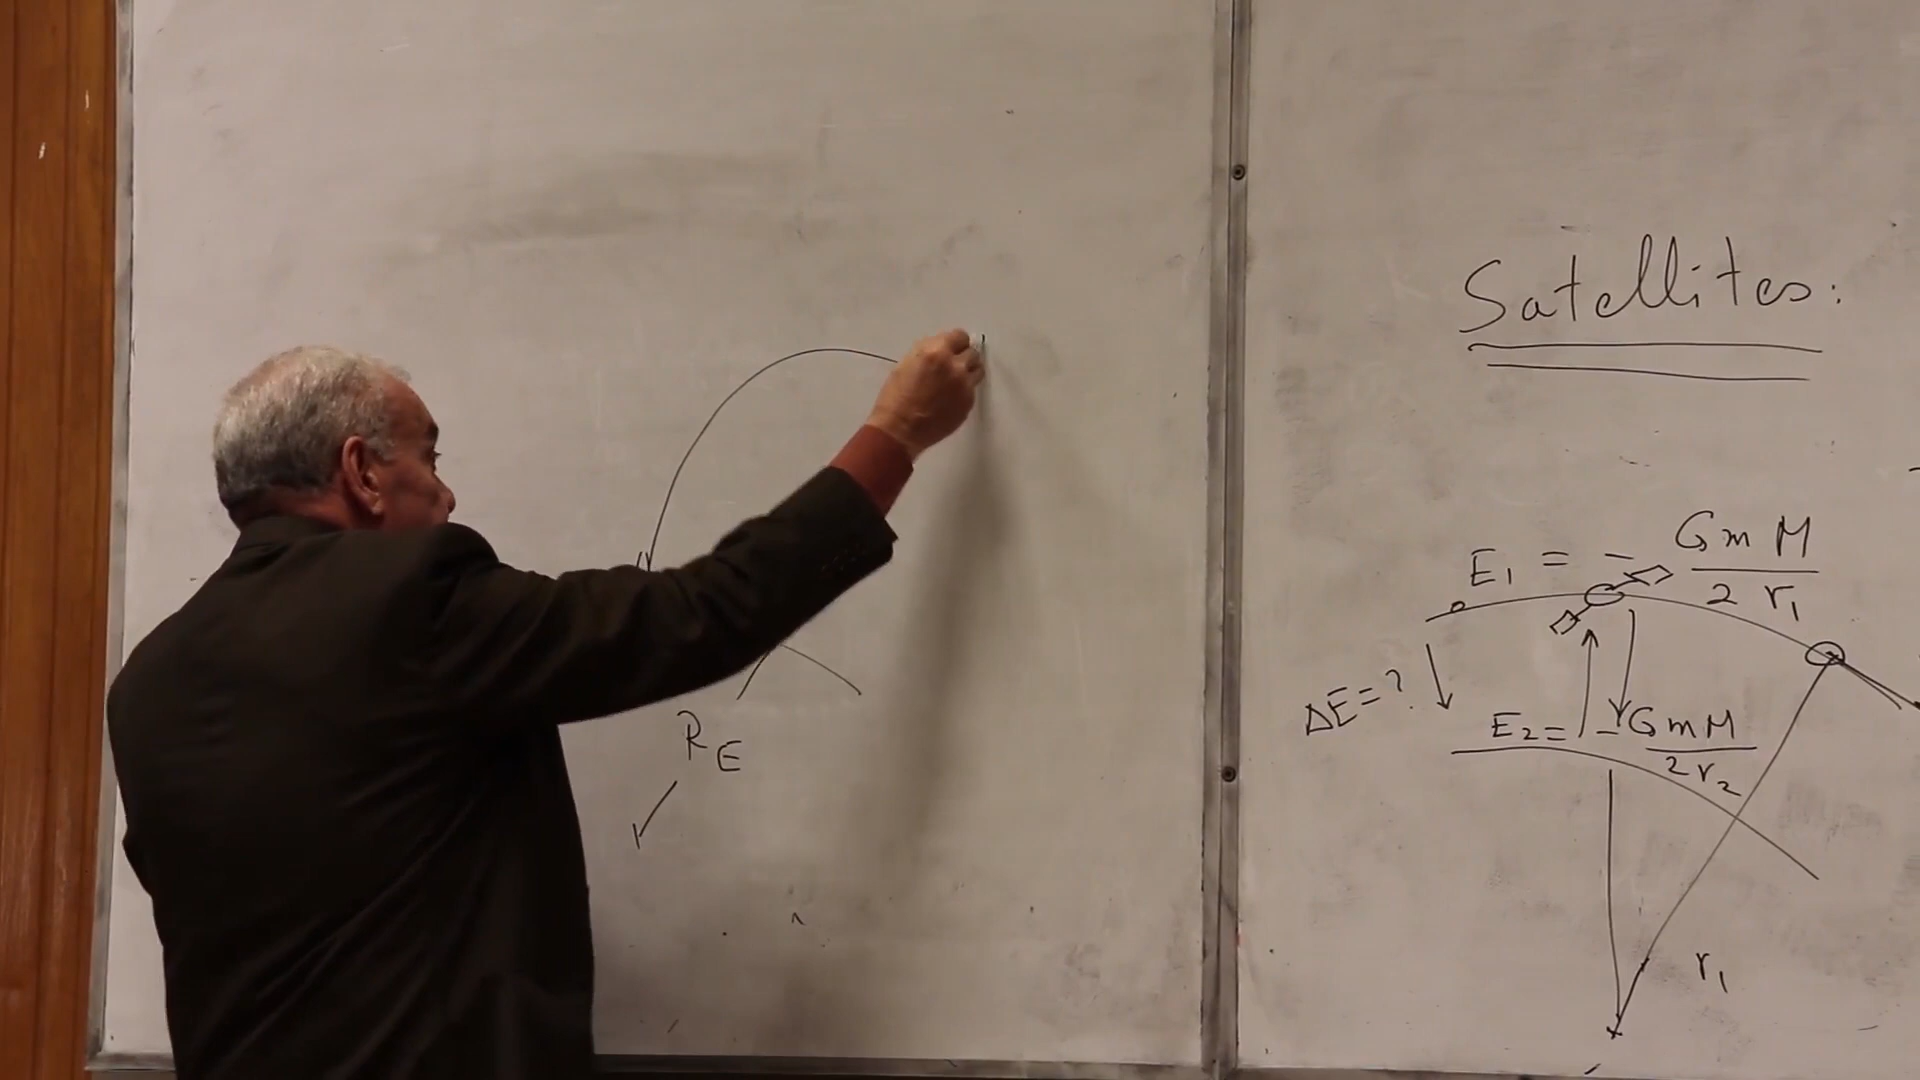 R_E
Satellites:
E₁ = - GmM / 2r₁
ΔE = ?
E₂ = - GmM / 2r₂
r₁